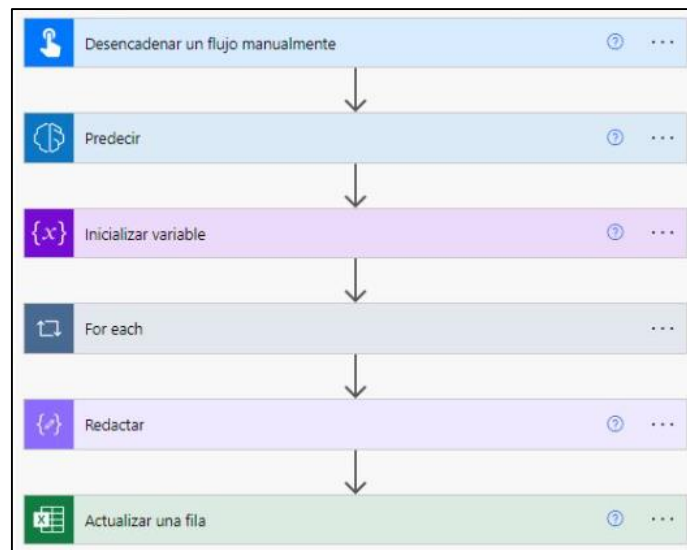 Desencadenar un flujo manualmente
Predecir
{x} Inicializar variable
For each
Redactar
Actualizar una fila